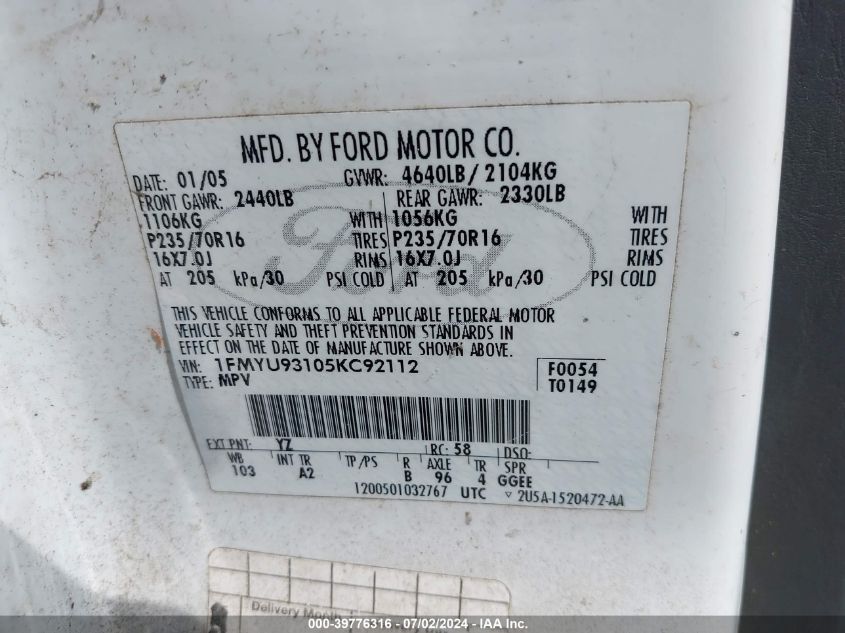 MFD. BY FORD MOTOR CO.
DATE: 01/05 GVWR: 4640LB/ 2104KG
FRONT GAWR: 2440LB REAR GAWR: 2330LB
1106KG WITH 1056KG WITH
P235/70R16 TIRES P235/70R16 TIRES
16X7.0J RIMS 16X7.0J RIMS
AT 205 kPa/30 PSI COLD AT 205 kPa/30 PSI COLD
Ford
THIS VEHICLE CONFORMS TO ALL APPLICABLE FEDERAL MOTOR
VEHICLE SAFETY AND THEFT PREVENTION STANDARDS IN
EFFECT ON THE DATE OF MANUFACTURE SHOWN ABOVE.
VIN: 1FMYU93105KC92112 F0054
TYPE: MPV T0149
EXT PNT: YZ RC: 58 DSO:
WB INT TR TP/PS R AXLE TR SPR
103 A2 B 96 4 GGEE
1200501032767 UTC ▽ 2U5A-1520472-AA
Delivery Month
000-39776316 - 07/02/2024 - IAA Inc.